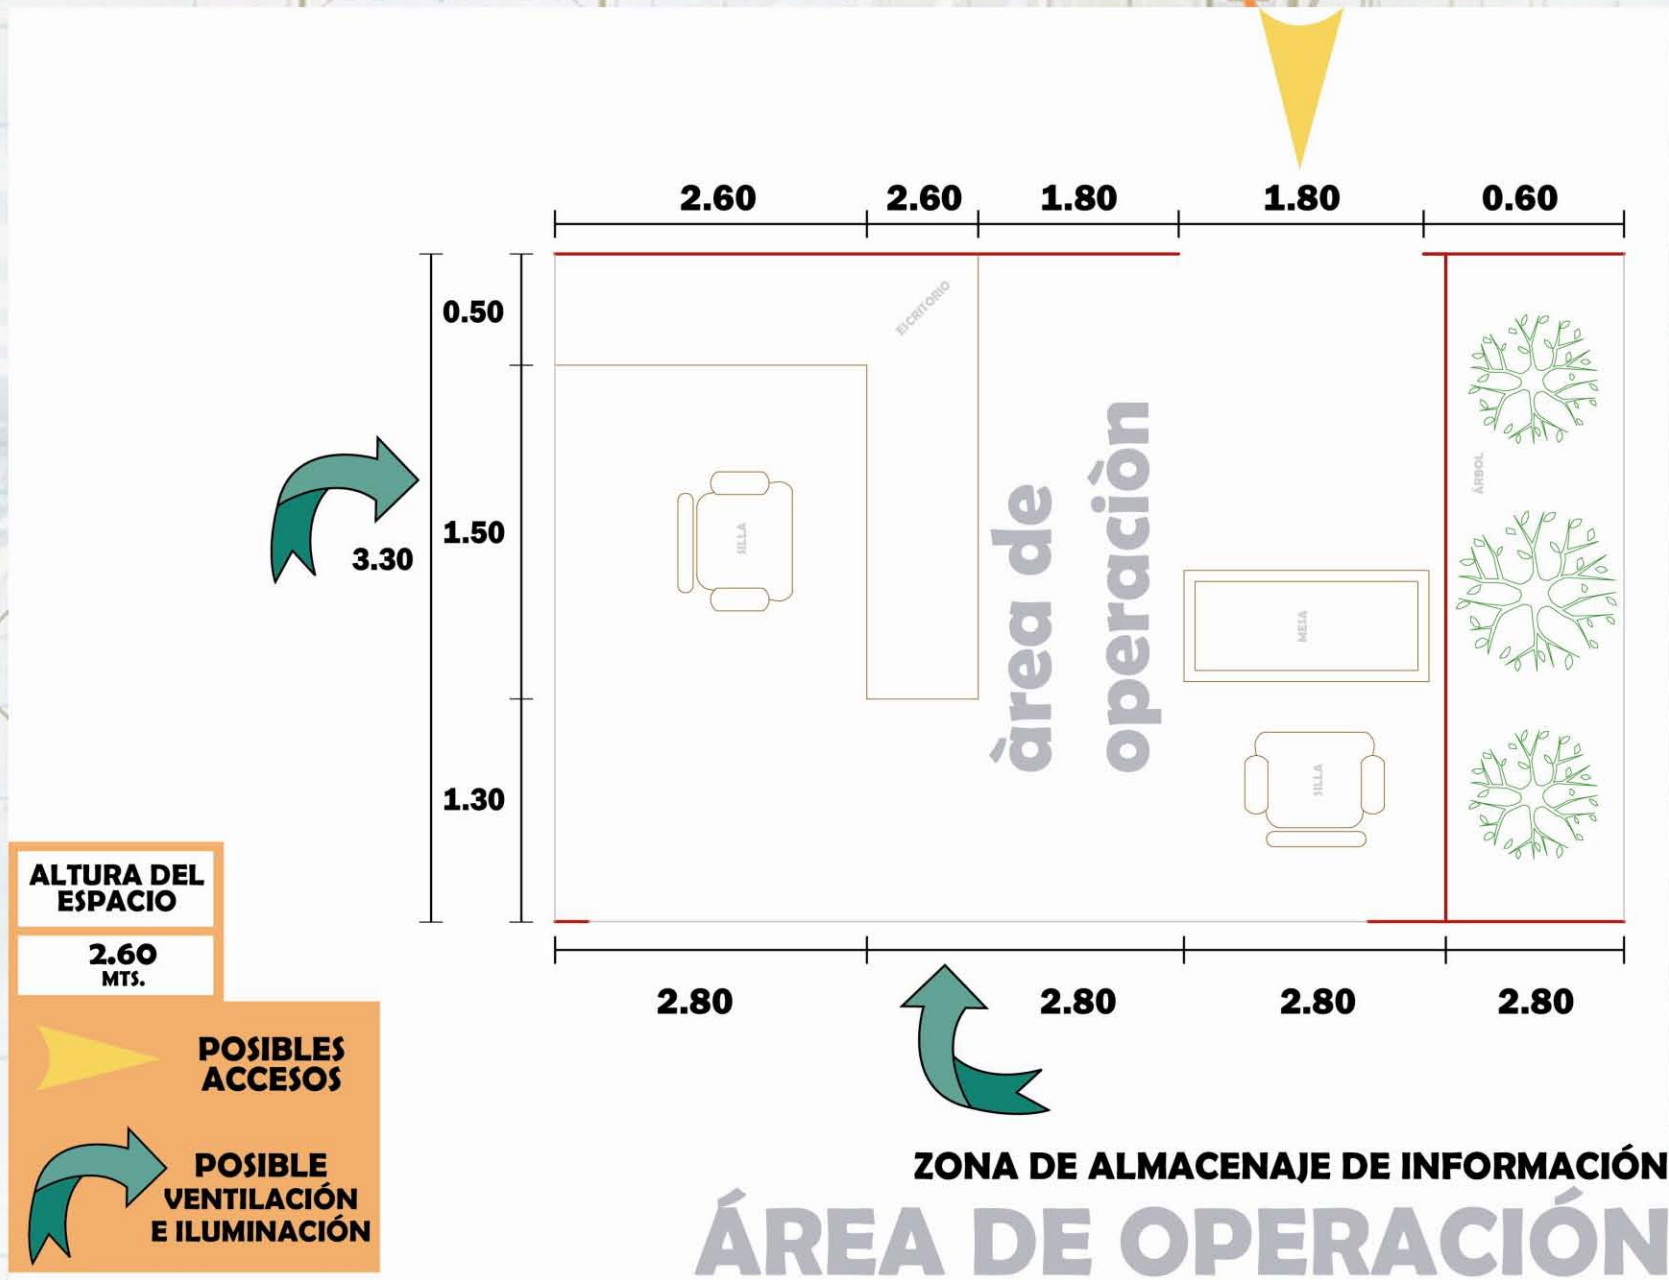 2.60 2.60 1.80 1.80 0.60
0.50
1.50
3.30
1.30
ESCRITORIO
SILLA
àrea de
operaciòn
MESA
SILLA
ÁRBOL
2.80 2.80 2.80 2.80
ALTURA DEL
ESPACIO
2.60
MTS.
POSIBLES
ACCESOS
POSIBLE
VENTILACIÓN
E ILUMINACIÓN
ZONA DE ALMACENAJE DE INFORMACIÓN
ÁREA DE OPERACIÓN